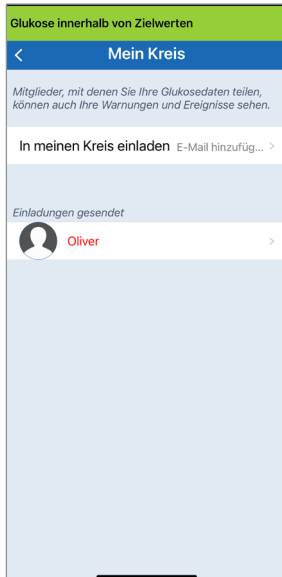 Glukose innerhalb von Zielwerten
Mein Kreis
Mitglieder, mit denen Sie Ihre Glukosedaten teilen,
können auch Ihre Warnungen und Ereignisse sehen.
In meinen Kreis einladen E-Mail hinzufüg...
Einladungen gesendet
Oliver